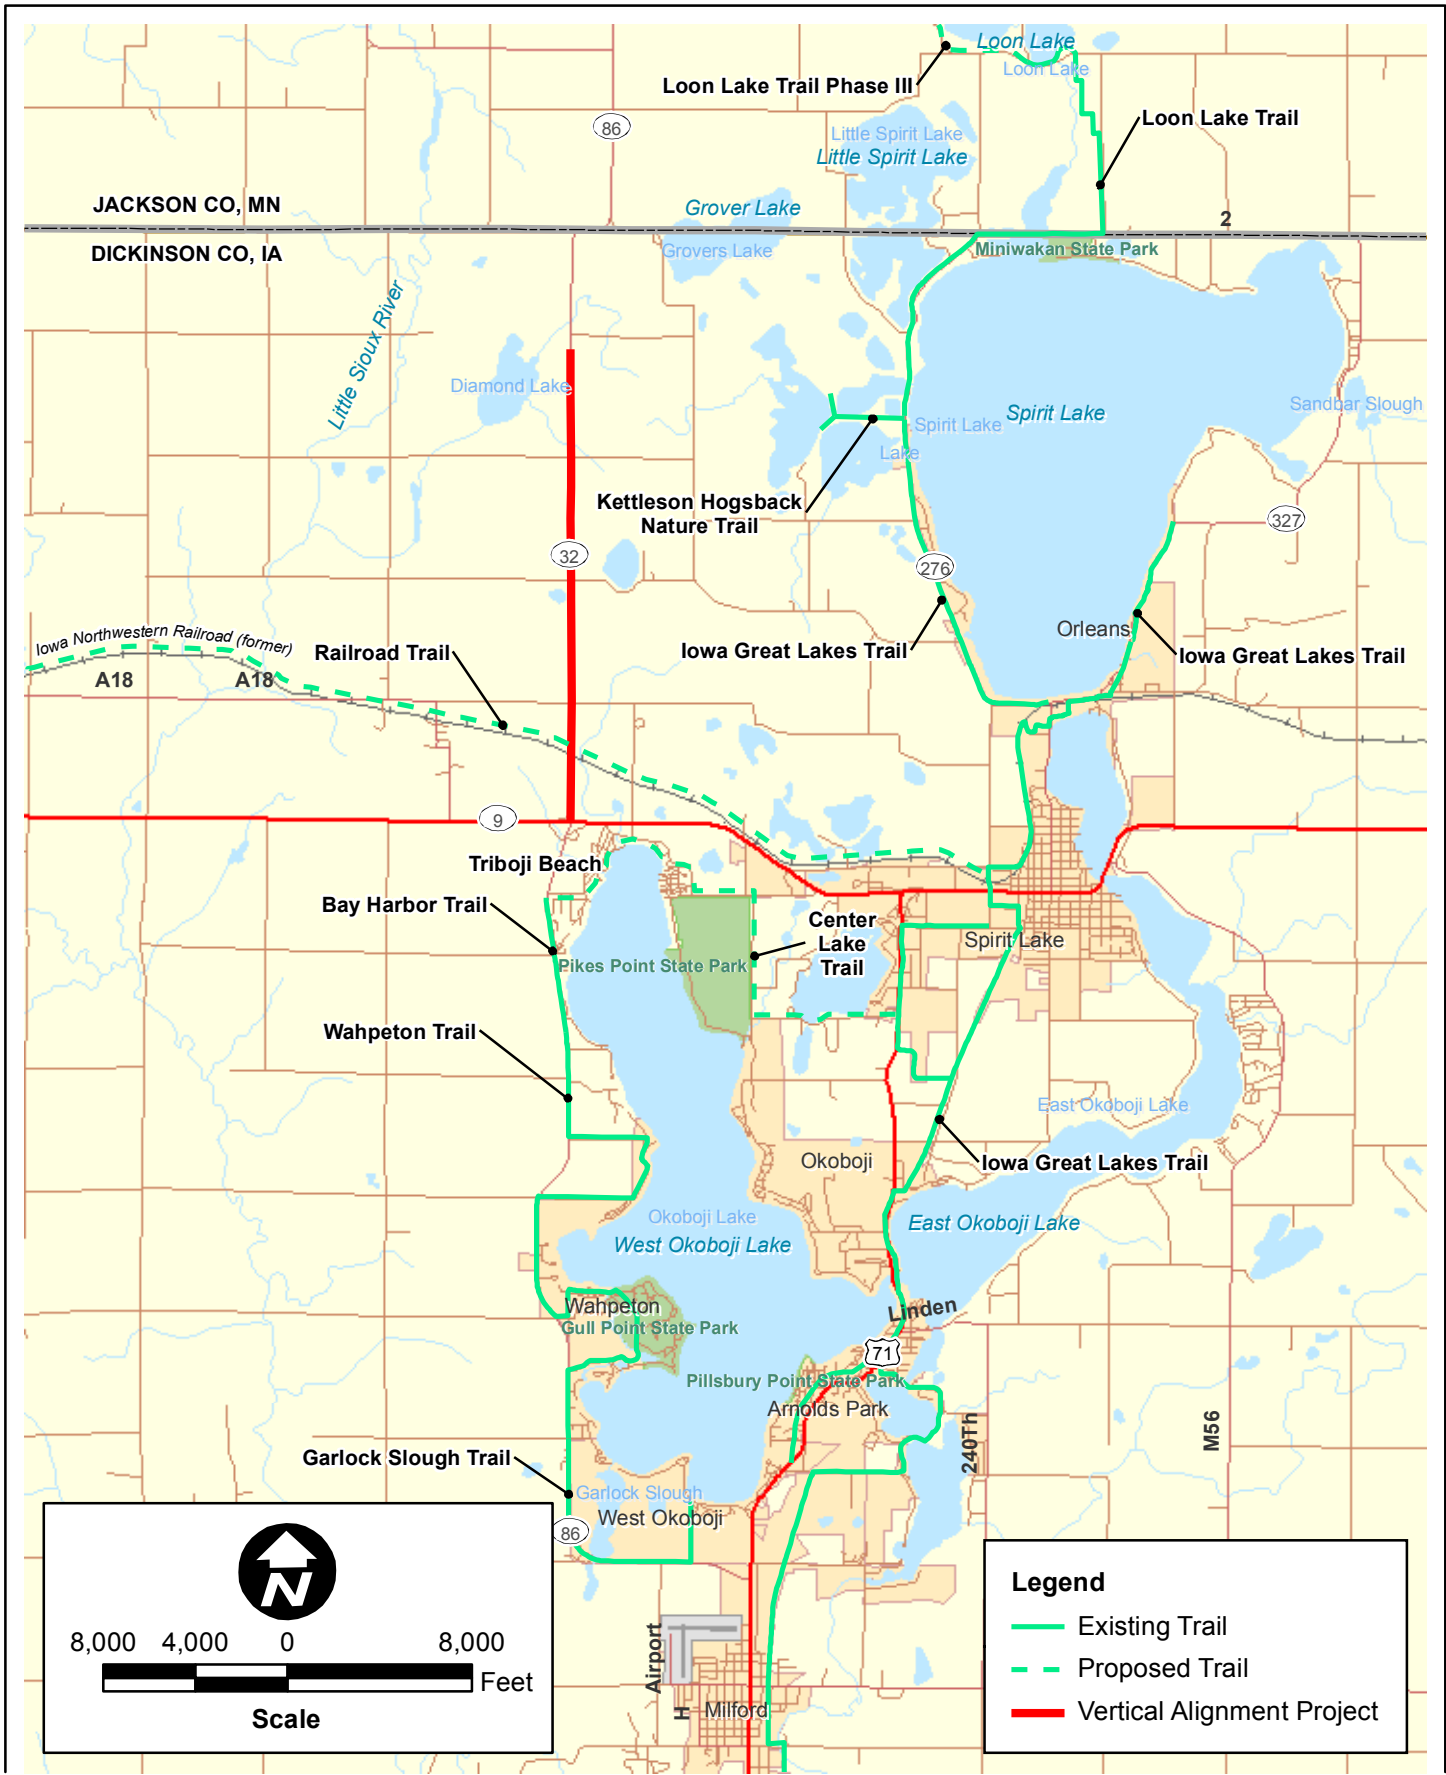 Loon Lake
Loon Lake
Loon Lake Trail Phase III
Loon Lake Trail
86
Little Spirit Lake
Little Spirit Lake
JACKSON CO, MN
Grover Lake
2
DICKINSON CO, IA
Grovers Lake
Miniwakan State Park
Little Sioux River
Diamond Lake
Spirit Lake
Sandbar Slough
Spirit Lake
Lake
Kettleson Hogsback
Nature Trail
327
32
276
Orleans
Iowa Northwestern Railroad (former)
Railroad Trail
Iowa Great Lakes Trail
Iowa Great Lakes Trail
A18
A18
9
Triboji Beach
Bay Harbor Trail
Center
Lake
Trail
Spirit Lake
Pikes Point State Park
Wahpeton Trail
East Okoboji Lake
Okoboji
Iowa Great Lakes Trail
Okoboji Lake
East Okoboji Lake
West Okoboji Lake
Wahpeton
Linden
Gull Point State Park
71
Pillsbury Point State Park
Arnolds Park
240Th
M56
Garlock Slough Trail
Garlock Slough
West Okoboji
86
N
8,000 4,000 0 8,000
Feet
Scale
Airport
H
Milford
Legend
Existing Trail
Proposed Trail
Vertical Alignment Project